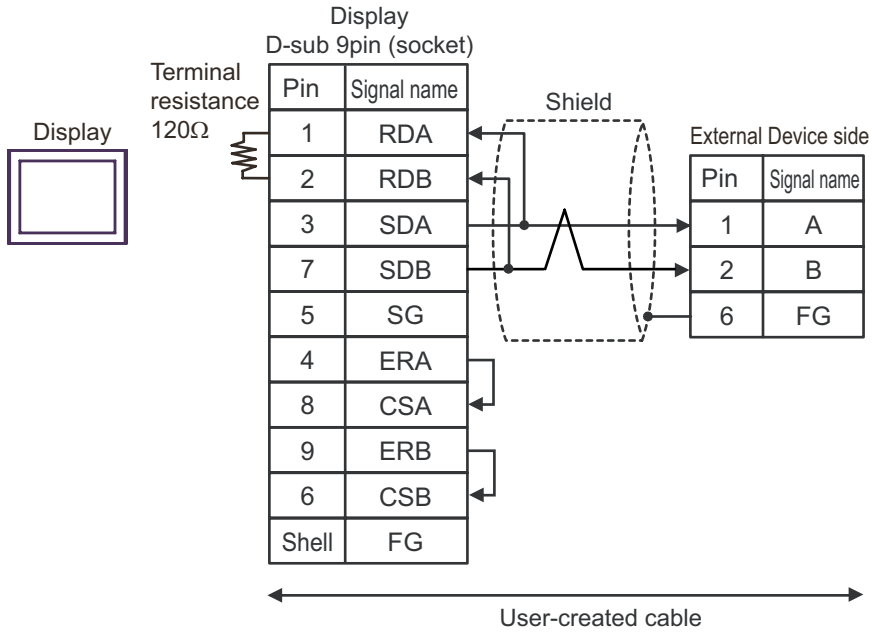 Display
D-sub 9pin (socket)
Terminal
resistance
120Ω
Display
Pin Signal name
1 RDA
2 RDB
3 SDA
7 SDB
5 SG
4 ERA
8 CSA
9 ERB
6 CSB
Shell FG
Shield
External Device side
Pin Signal name
1 A
2 B
6 FG
User-created cable